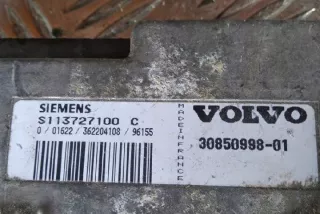 SIEMENS
S113727100 C
0 / 01622 / 362204108 / 96155
MADE IN FRANCE
VOLVO
30850998-01